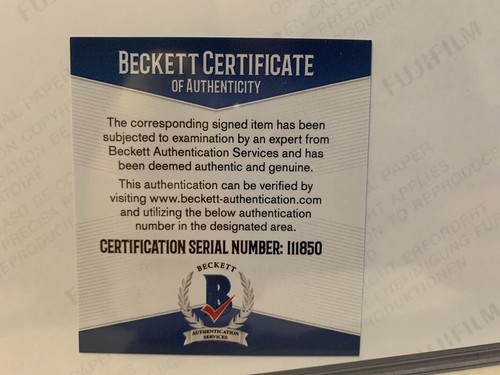 BECKETT CERTIFICATE
OF AUTHENTICITY
The corresponding signed item has been
subjected to examination by an expert from
Beckett Authentication Services and has
been deemed authentic and genuine.
This authentication can be verified by
visiting www.beckett-authentication.com
and utilizing the below authentication
number in the designated area.
CERTIFICATION SERIAL NUMBER: 111850
BECKETT
B
AUTHENTICATION
SERVICES
FUJIFILM
FUJIFILM